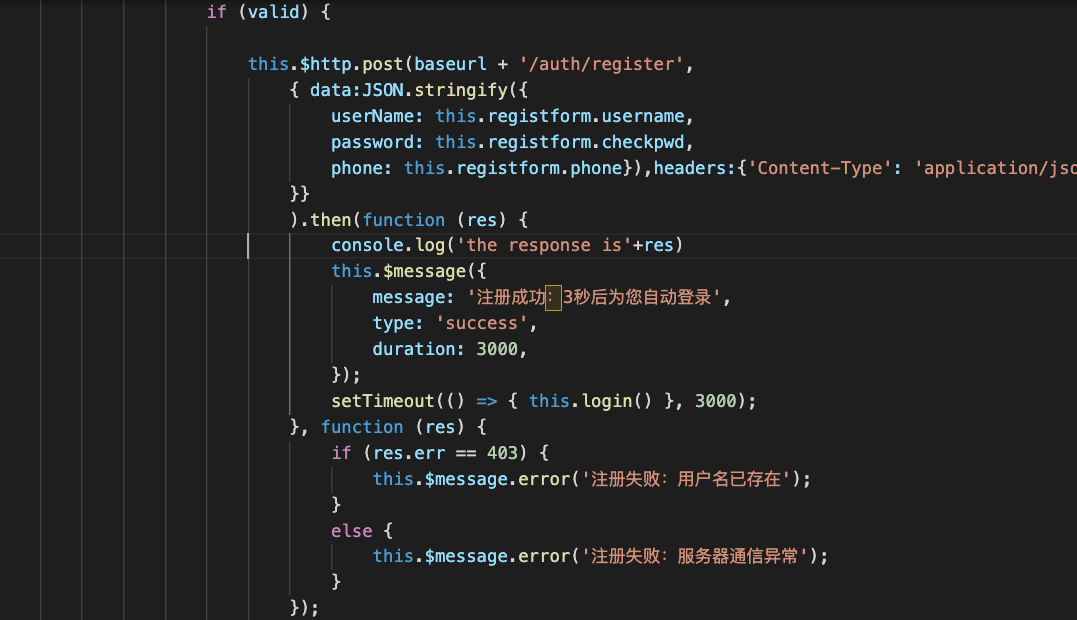 if (valid) {
this.$http.post(baseurl + '/auth/register',
{ data:JSON.stringify({
userName: this.registform.username,
password: this.registform.checkpwd,
phone: this.registform.phone}),headers:{'Content-Type': 'application/jso
}}
).then(function (res) {
console.log('the response is'+res)
this.$message({
message: '注册成功：3秒后为您自动登录',
type: 'success',
duration: 3000,
});
setTimeout(() => { this.login() }, 3000);
}, function (res) {
if (res.err == 403) {
this.$message.error('注册失败：用户名已存在');
}
else {
this.$message.error('注册失败：服务器通信异常');
}
});